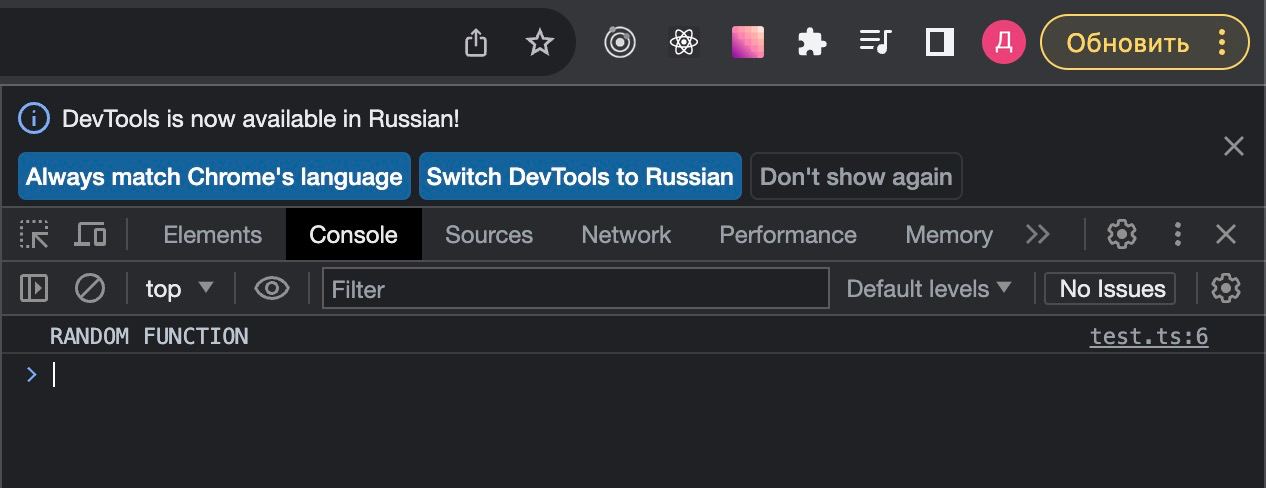 Д Обновить
DevTools is now available in Russian!
Always match Chrome's language Switch DevTools to Russian Don't show again
Elements Console Sources Network Performance Memory
top Filter Default levels No Issues
RANDOM FUNCTION test.ts:6